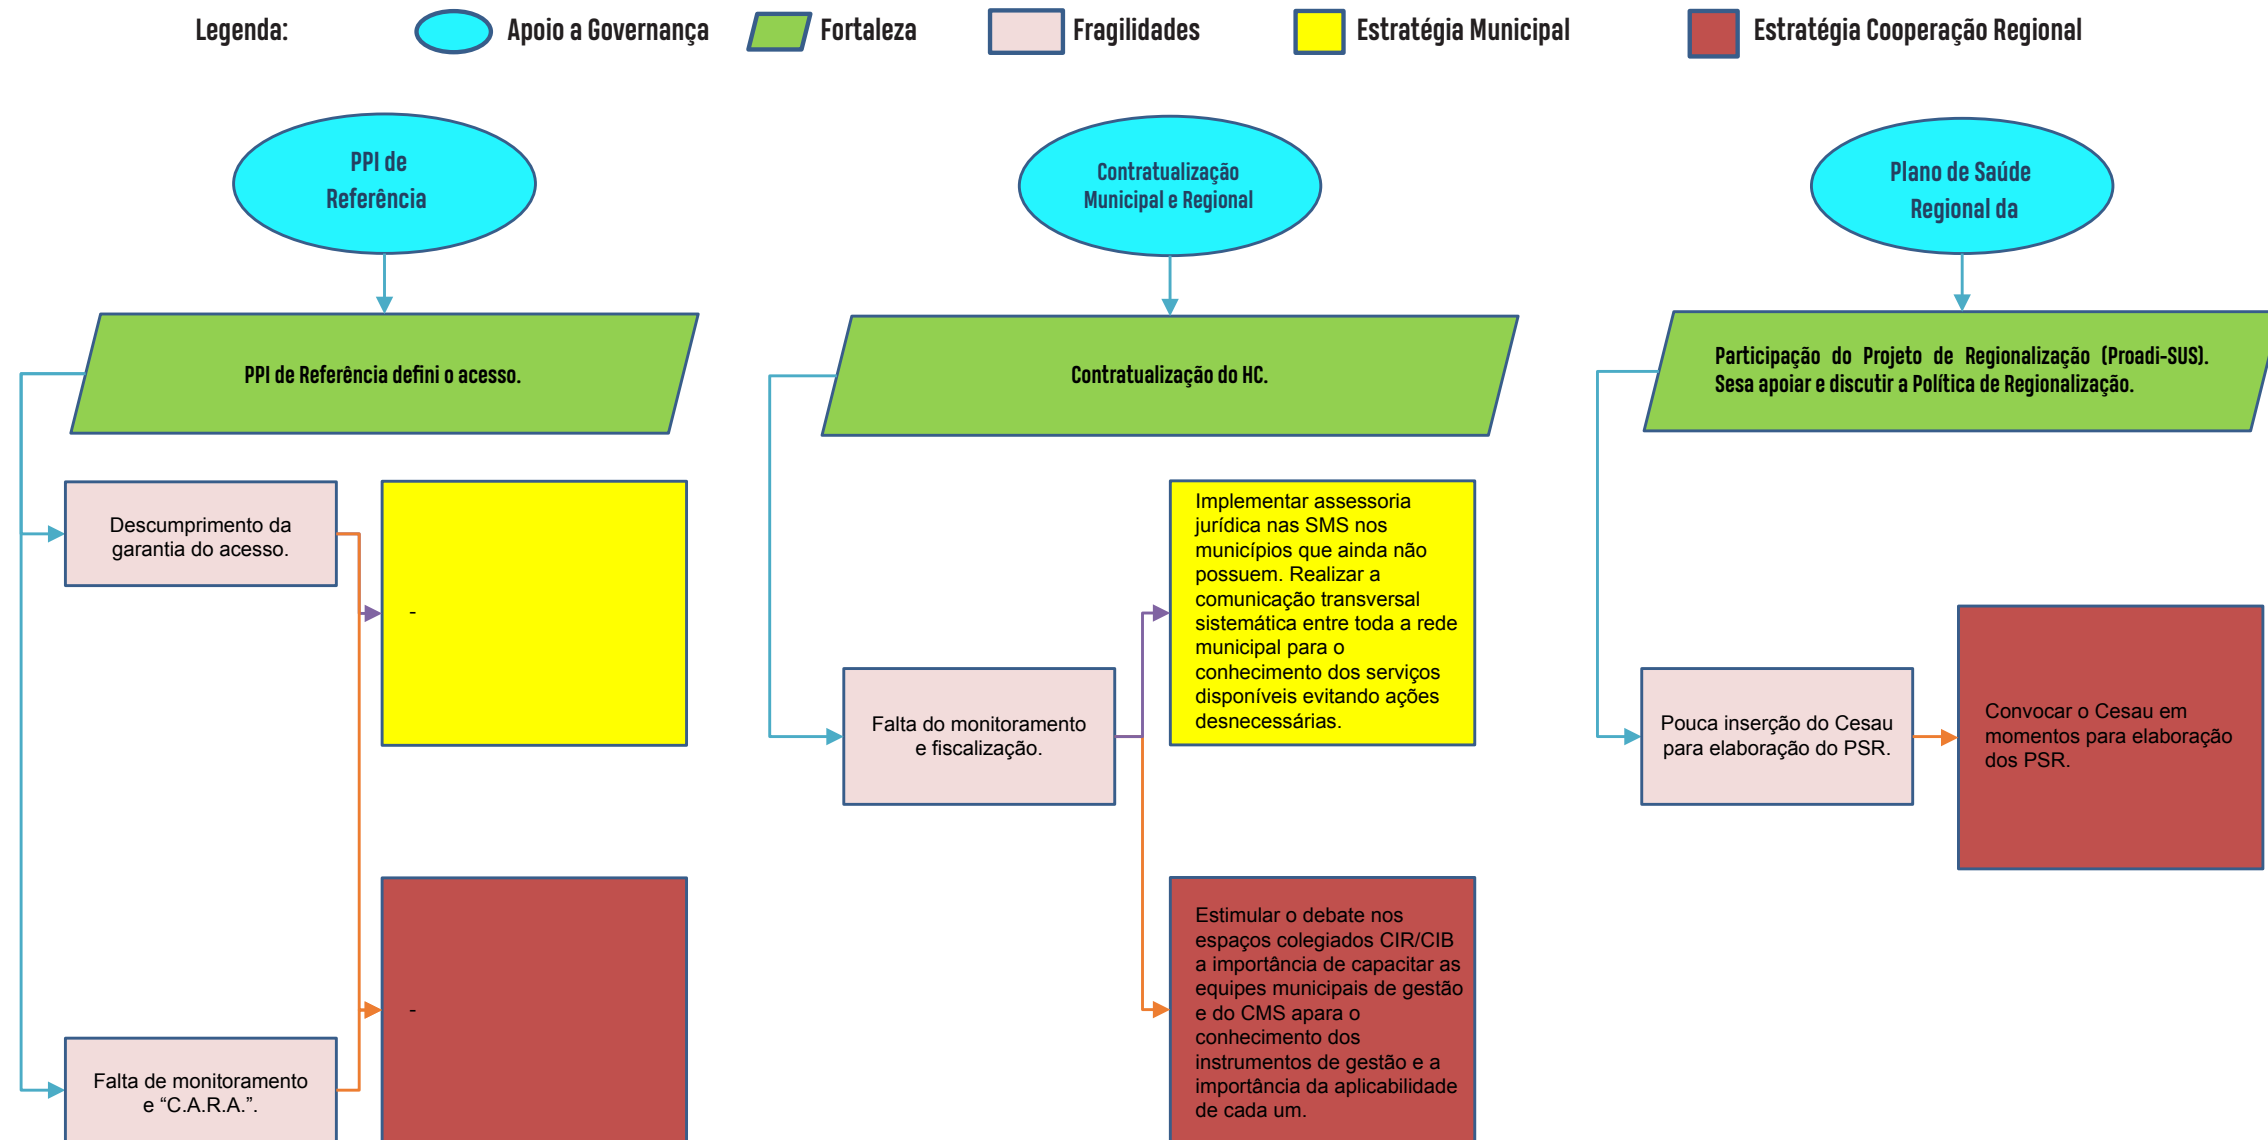 Legenda:
Apoio a Governança
Fortaleza
Fragilidades
Estratégia Municipal
Estratégia Cooperação Regional
PPI de
Referência
PPI de Referência defini o acesso.
Descumprimento da
garantia do acesso.
-
Falta de monitoramento
e “C.A.R.A.”.
-
Contratualização
Municipal e Regional
Contratualização do HC.
Falta do monitoramento
e fiscalização.
Implementar assessoria
jurídica nas SMS nos
municípios que ainda não
possuem. Realizar a
comunicação transversal
sistemática entre toda a rede
municipal para o
conhecimento dos serviços
disponíveis evitando ações
desnecessárias.
Estimular o debate nos
espaços colegiados CIR/CIB
a importância de capacitar as
equipes municipais de gestão
e do CMS apara o
conhecimento dos
instrumentos de gestão e a
importância da aplicabilidade
de cada um.
Plano de Saúde
Regional da
Participação do Projeto de Regionalização (Proadi-SUS).
Sesa apoiar e discutir a Política de Regionalização.
Pouca inserção do Cesau
para elaboração do PSR.
Convocar o Cesau em
momentos para elaboração
dos PSR.